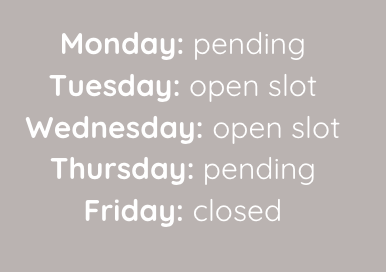 Monday: pending
Tuesday: open slot
Wednesday: open slot
Thursday: pending
Friday: closed